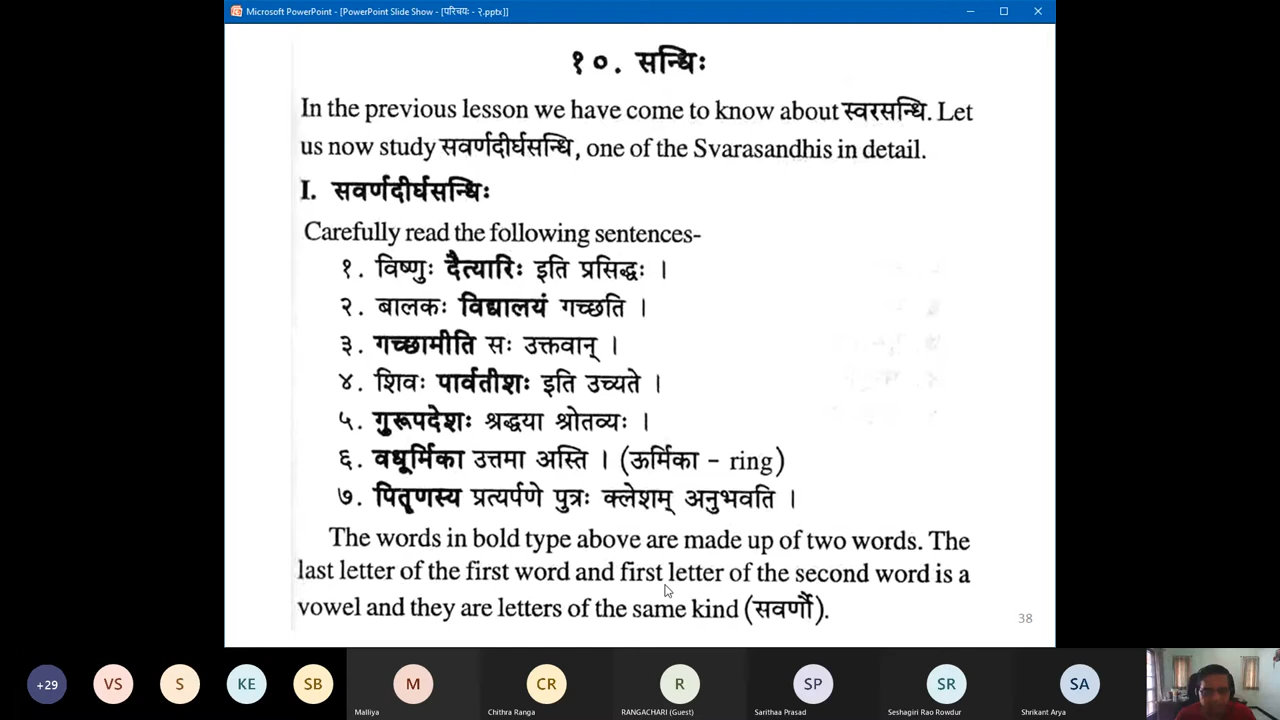 Microsoft PowerPoint - [PowerPoint Slide Show - [परिचयः - २.pptx]]
१०. सन्धिः
In the previous lesson we have come to know about स्वरसन्धि. Let
us now study सवर्णदीर्घसन्धि, one of the Svarasandhis in detail.
I. सवर्णदीर्घसन्धिः
Carefully read the following sentences-
१. विष्णुः दैत्यारिः इति प्रसिद्धः ।
२. बालकः विद्यालयं गच्छति ।
३. गच्छामीति सः उक्तवान् ।
४. शिवः पार्वतीशः इति उच्यते ।
५. गुरूपदेशः श्रद्धया श्रोतव्यः ।
६. वधूर्मिका उत्तमा अस्ति । (ऊर्मिका - ring)
७. पितॄणस्य प्रत्यर्पणे पुत्रः क्लेशम् अनुभवति ।
The words in bold type above are made up of two words. The
last letter of the first word and first letter of the second word is a
vowel and they are letters of the same kind (सवर्णौ).
38
+29 VS S KE SB M CR R SP SR SA
Malliya Chithra Ranga RANGACHARI (Guest) Sarithaa Prasad Seshagiri Rao Rowdur Shrikant Arya